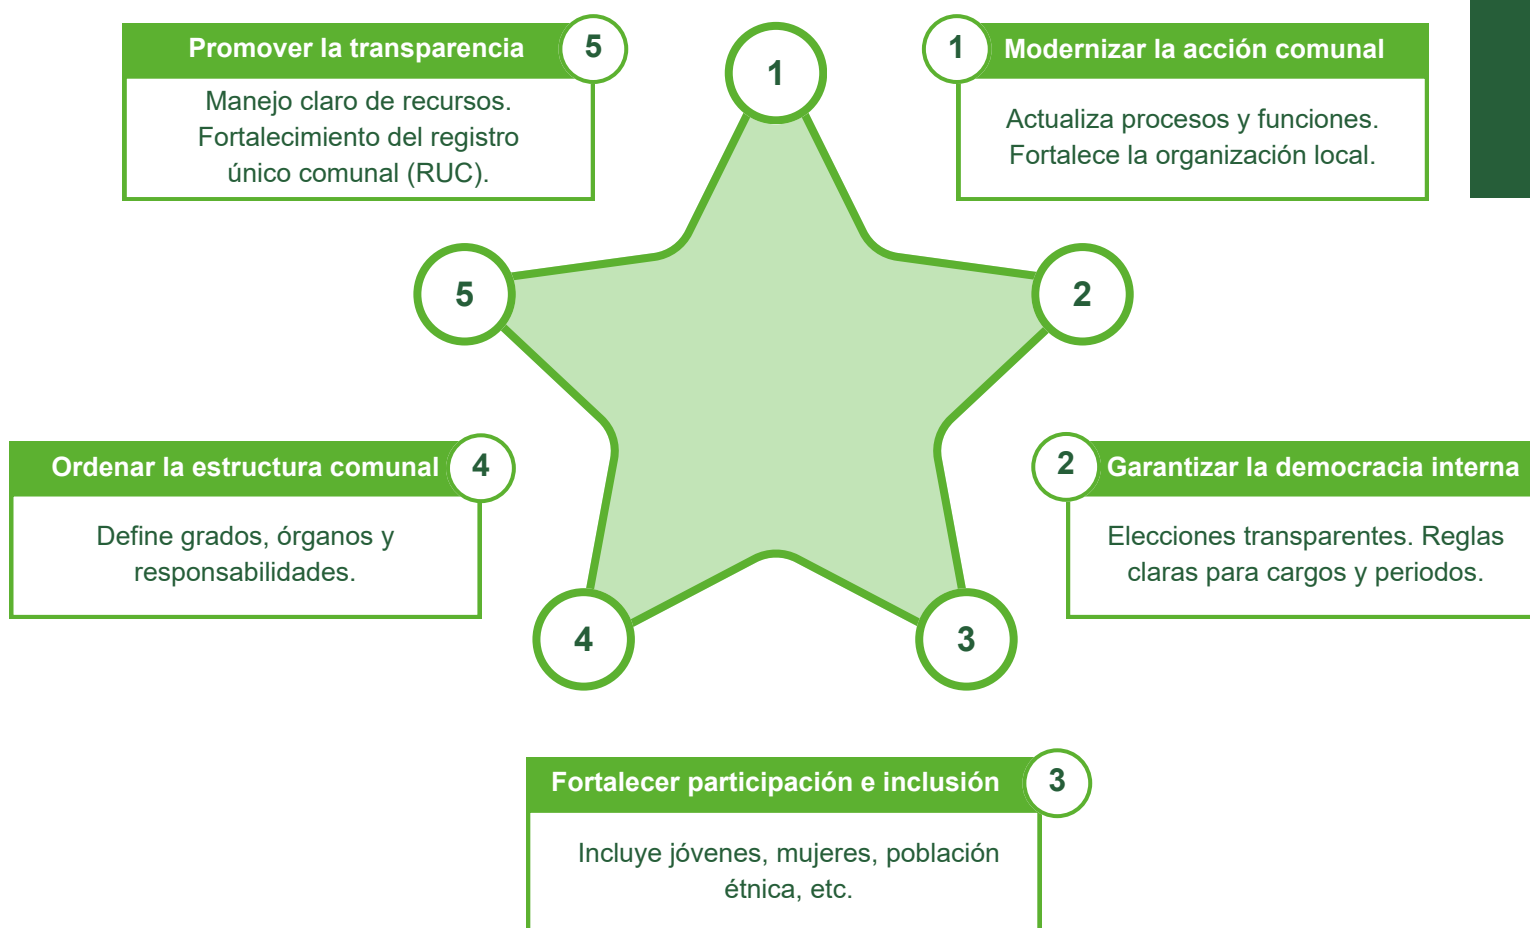 Promover la transparencia
5
Manejo claro de recursos.
Fortalecimiento del registro
único comunal (RUC).
1
1
Modernizar la acción comunal
Actualiza procesos y funciones.
Fortalece la organización local.
5
2
Ordenar la estructura comunal
4
Define grados, órganos y
responsabilidades.
2
Garantizar la democracia interna
Elecciones transparentes. Reglas
claras para cargos y periodos.
4
3
Fortalecer participación e inclusión
3
Incluye jóvenes, mujeres, población
étnica, etc.